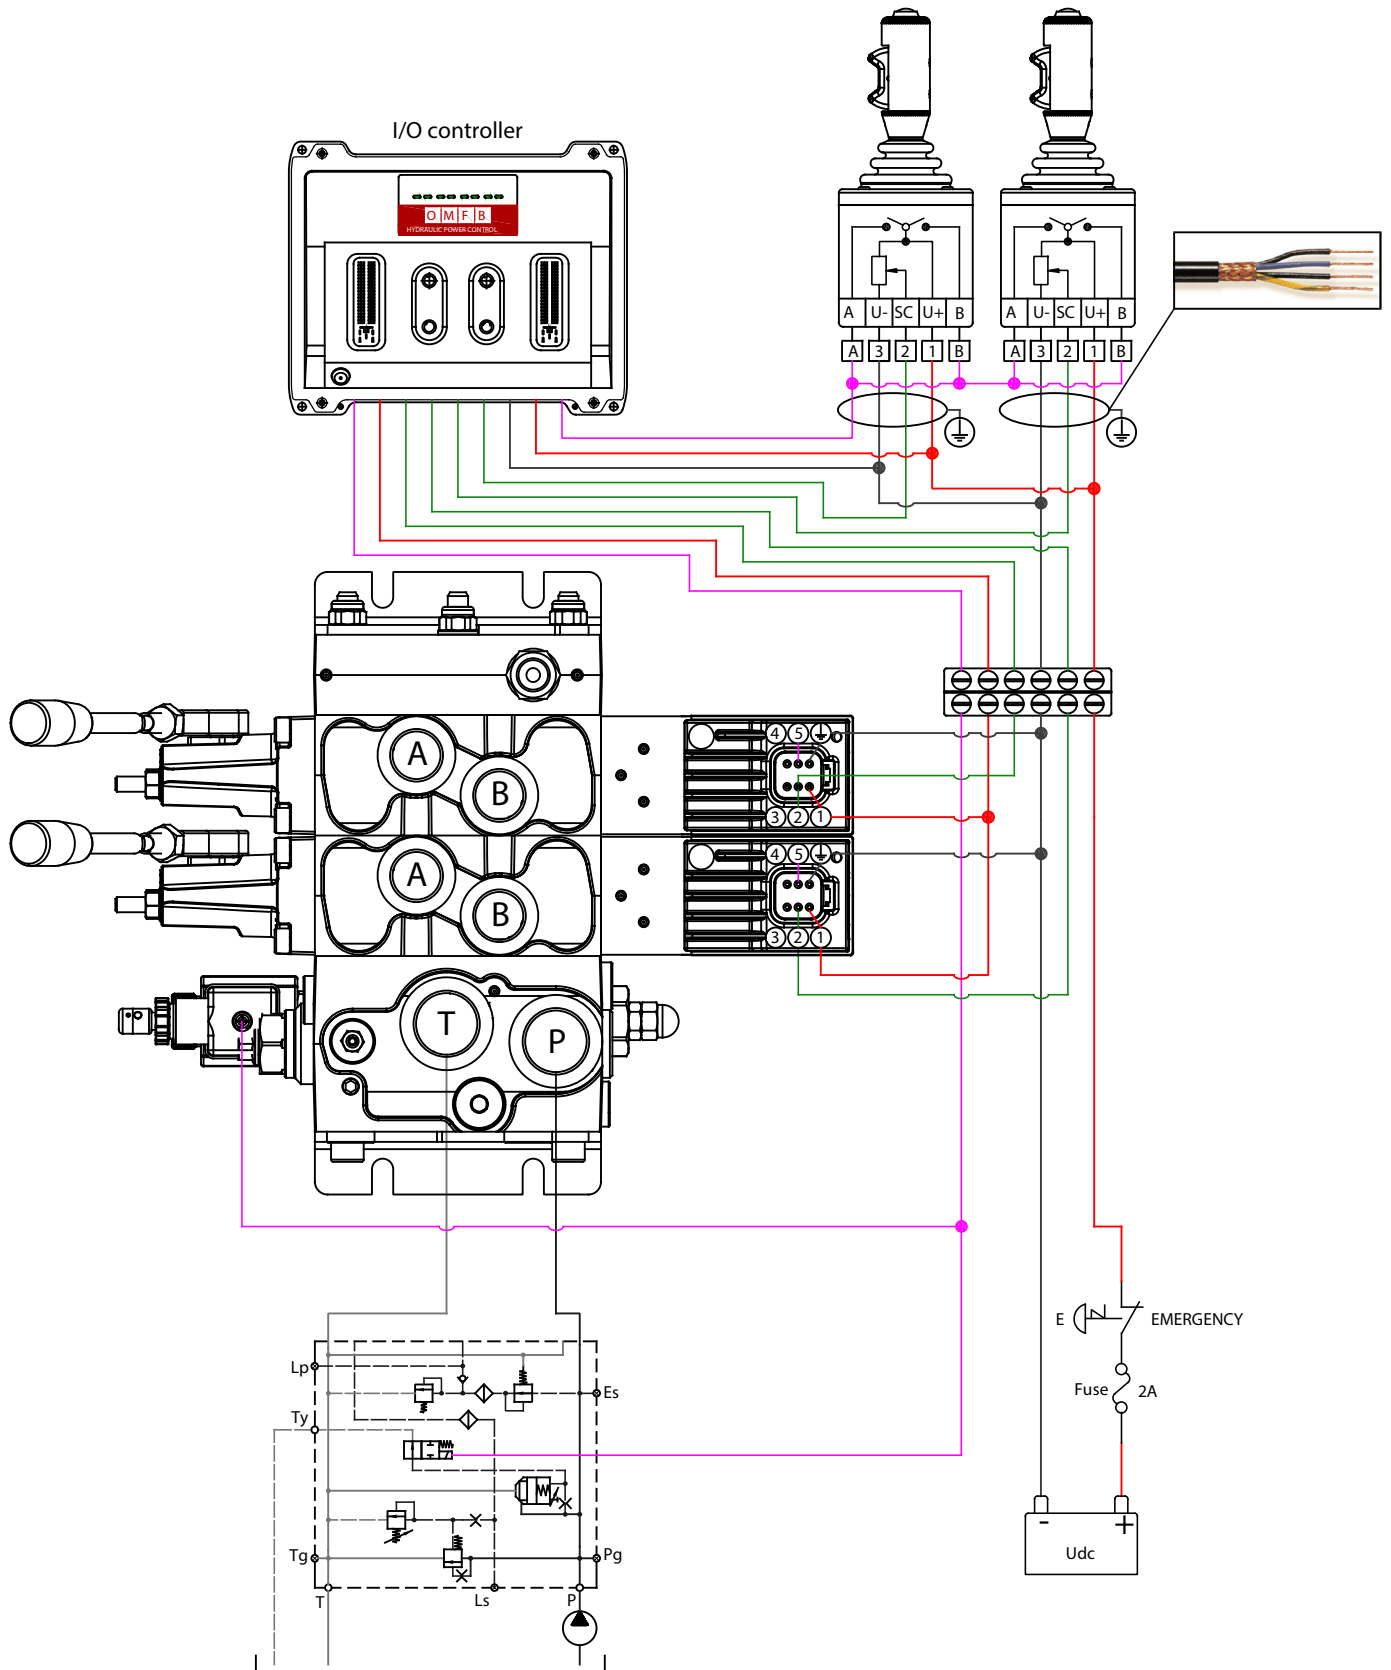 I/O controller
O M F B
HYDRAULIC POWER CONTROL
A U- SC U+ B
A U- SC U+ B
A 3 2 1 B
A 3 2 1 B
A
B
4 5
3 2 1
A
B
4 5
3 2 1
T
P
E EMERGENCY
Fuse 2A
Lp
Es
Ty
Tg
Pg
T
Ls
P
- +
Udc